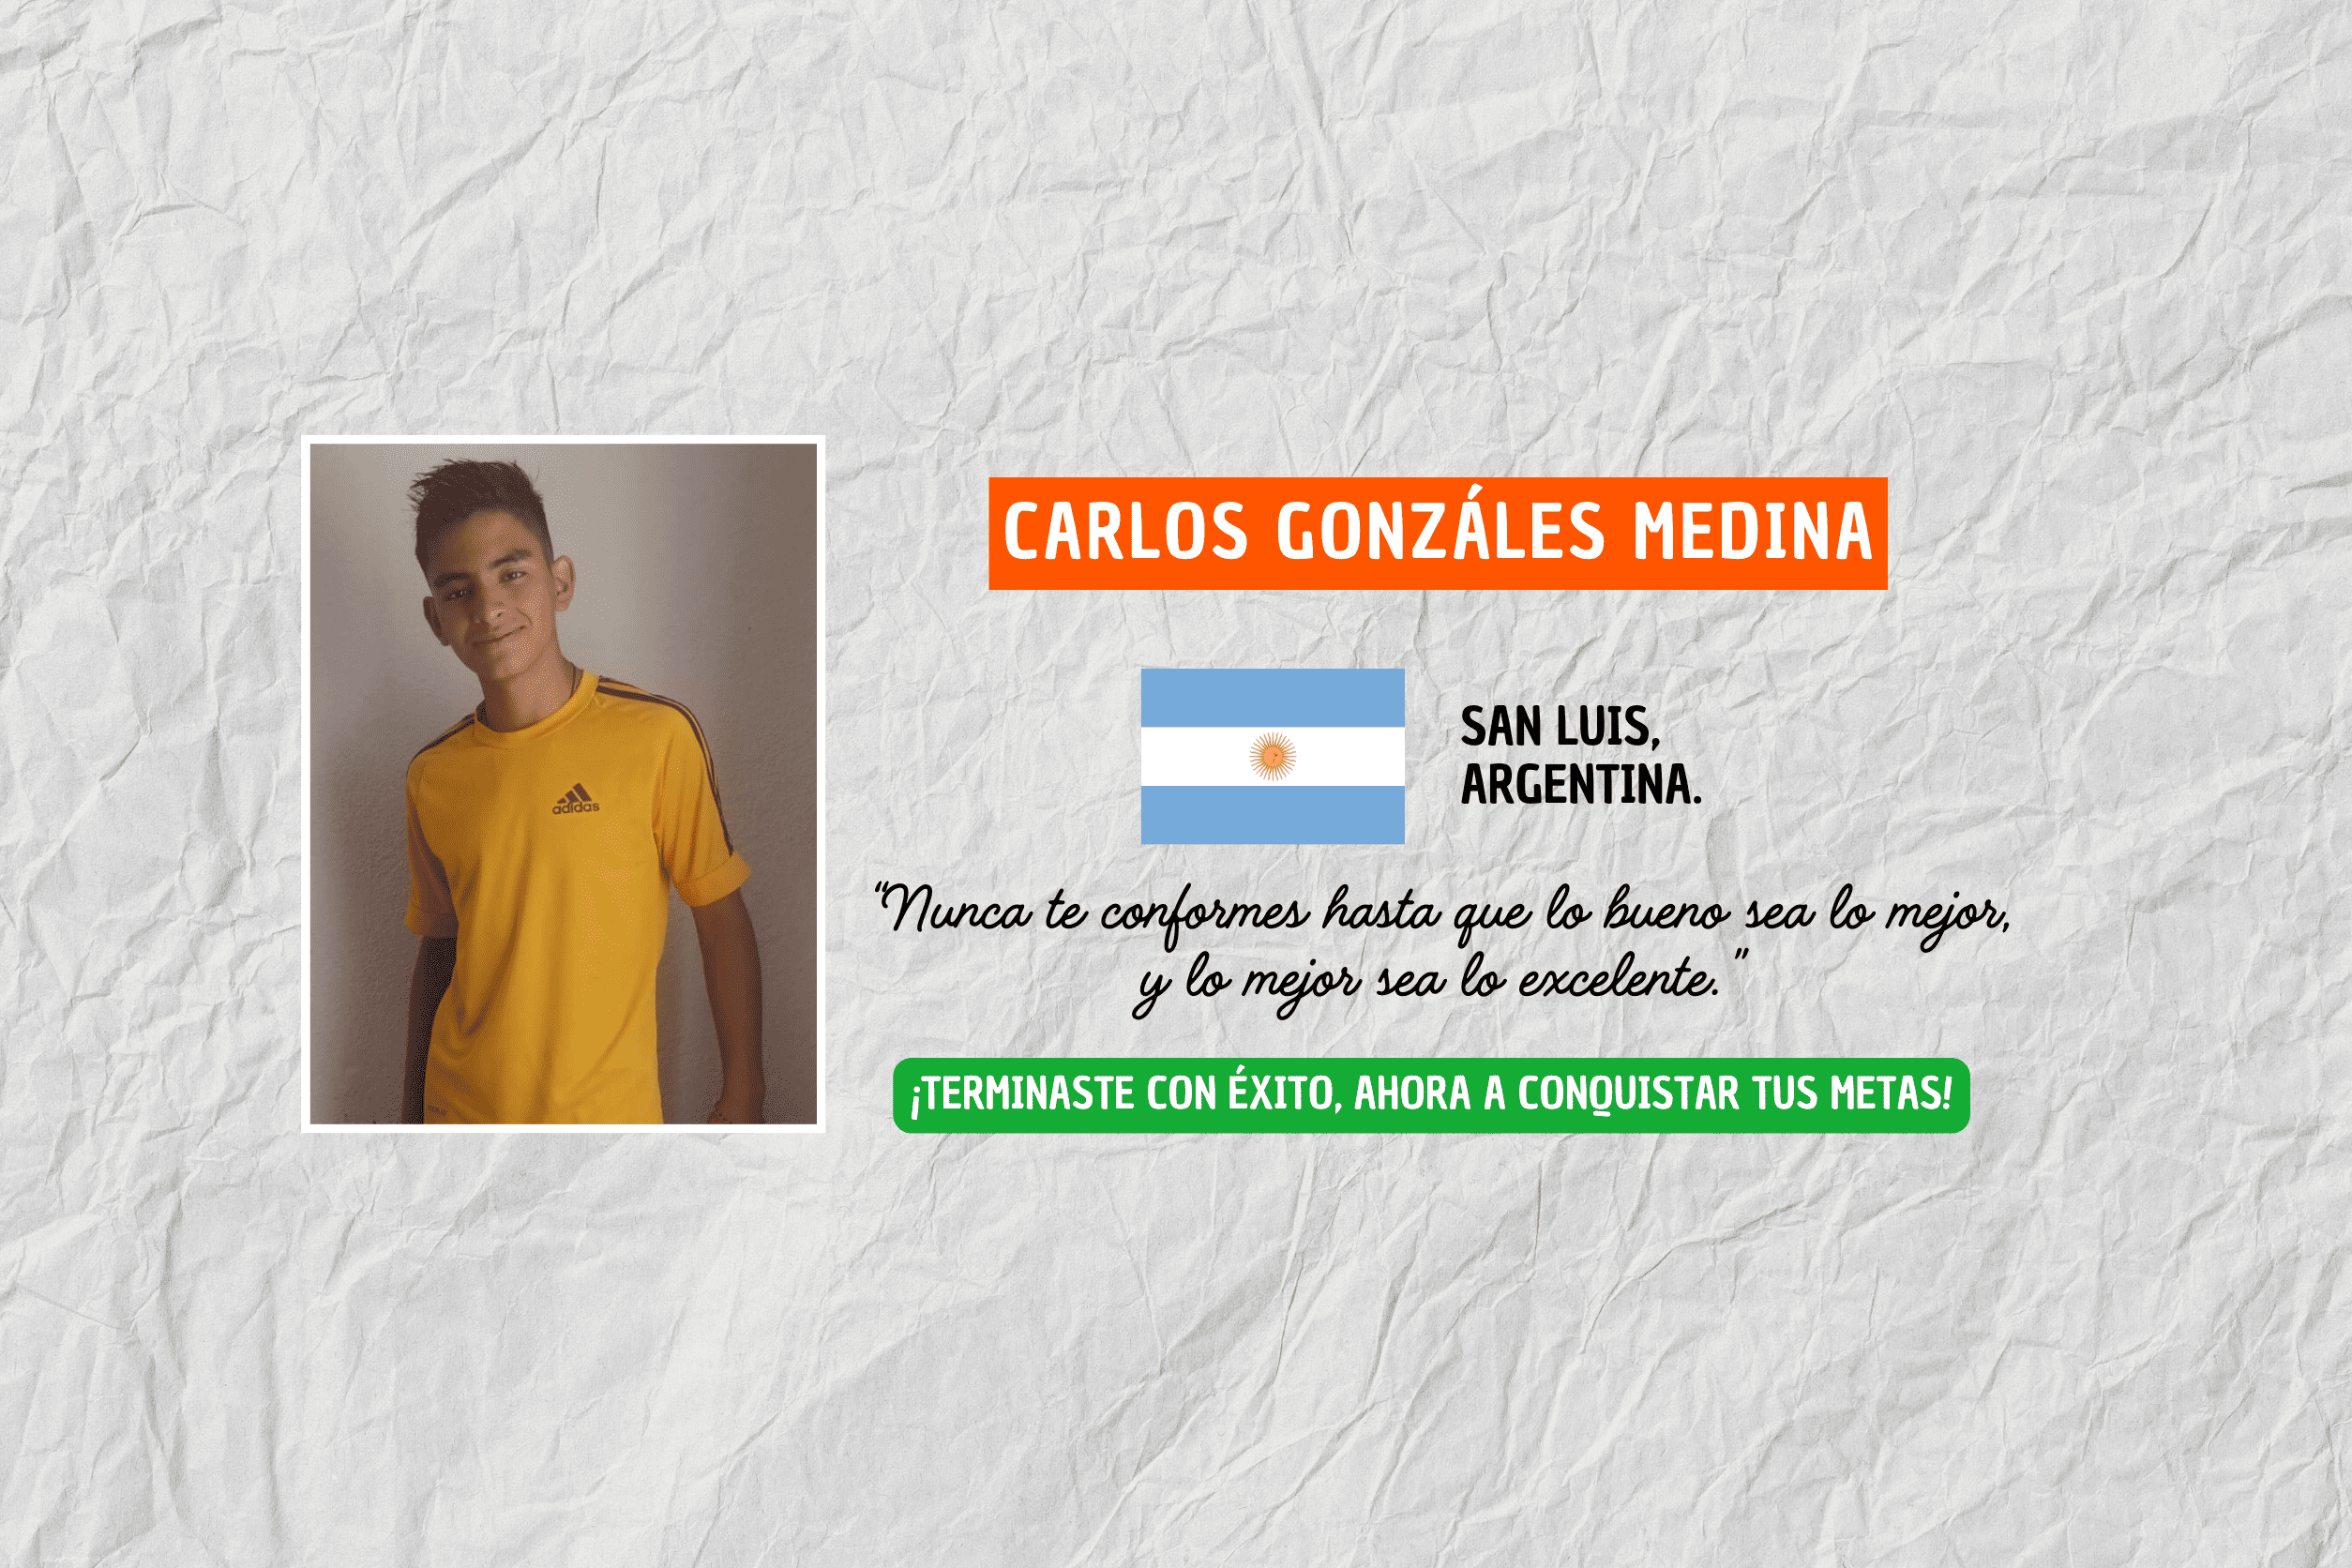 CARLOS GONZÁLES MEDINA
adidas
SAN LUIS,
ARGENTINA.
“Nunca te conformes hasta que lo bueno sea lo mejor,
y lo mejor sea lo excelente.”
¡TERMINASTE CON ÉXITO, AHORA A CONQUISTAR TUS METAS!